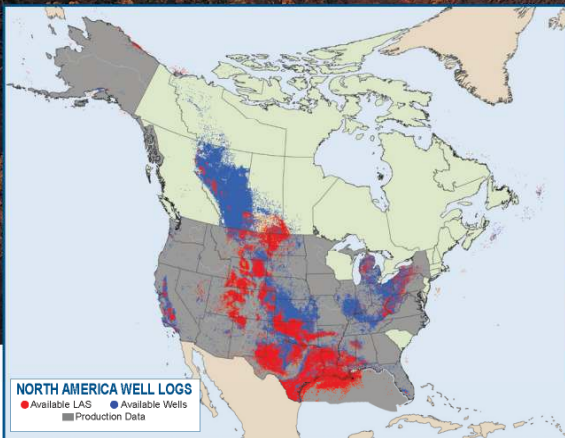 NORTH AMERICA WELL LOGS
Available LAS Available Wells
Production Data